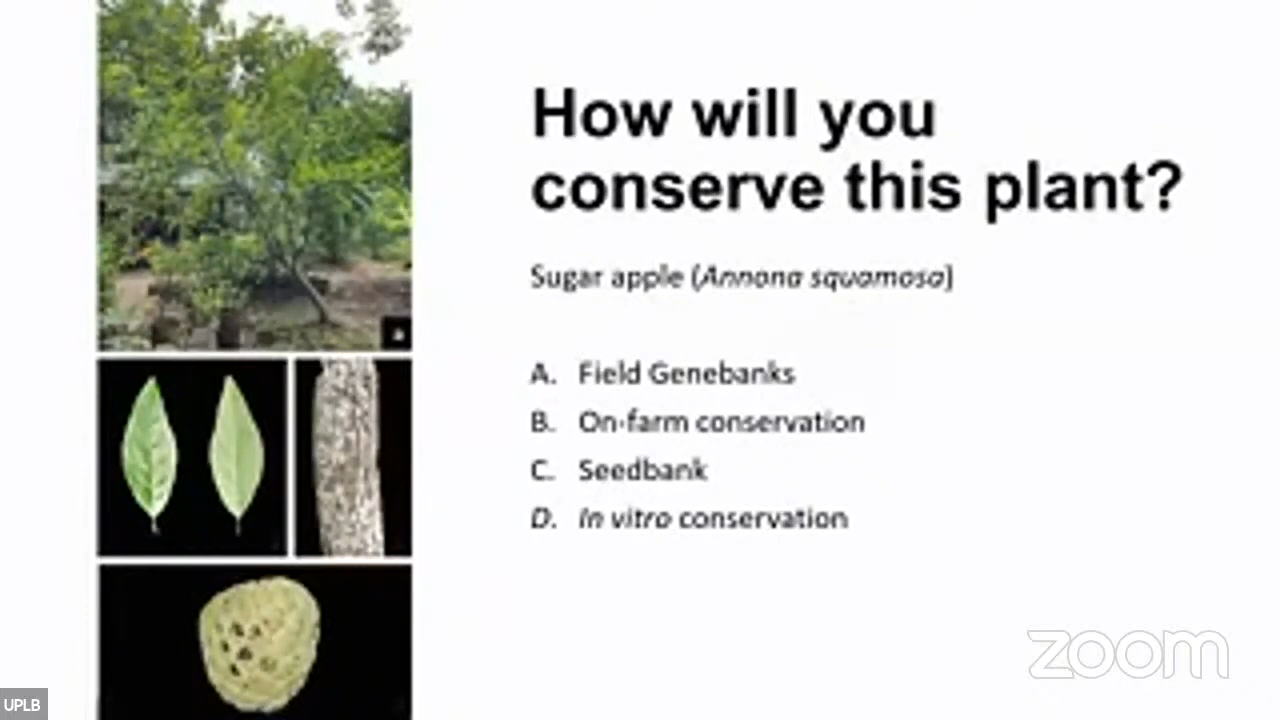 How will you
conserve this plant?
Sugar apple (Annona squamosa)
A. Field Genebanks
B. On-farm conservation
C. Seedbank
D. In vitro conservation
zoom
UPLB